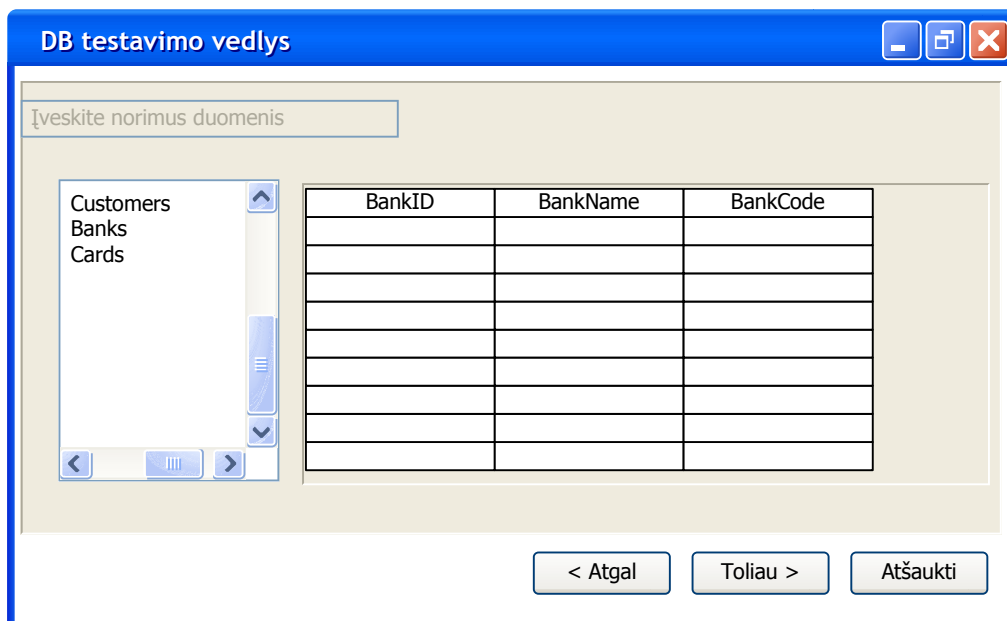 DB testavimo vedlys
Įveskite norimus duomenis
Customers
Banks
Cards
BankID BankName BankCode
< Atgal Toliau > Atšaukti